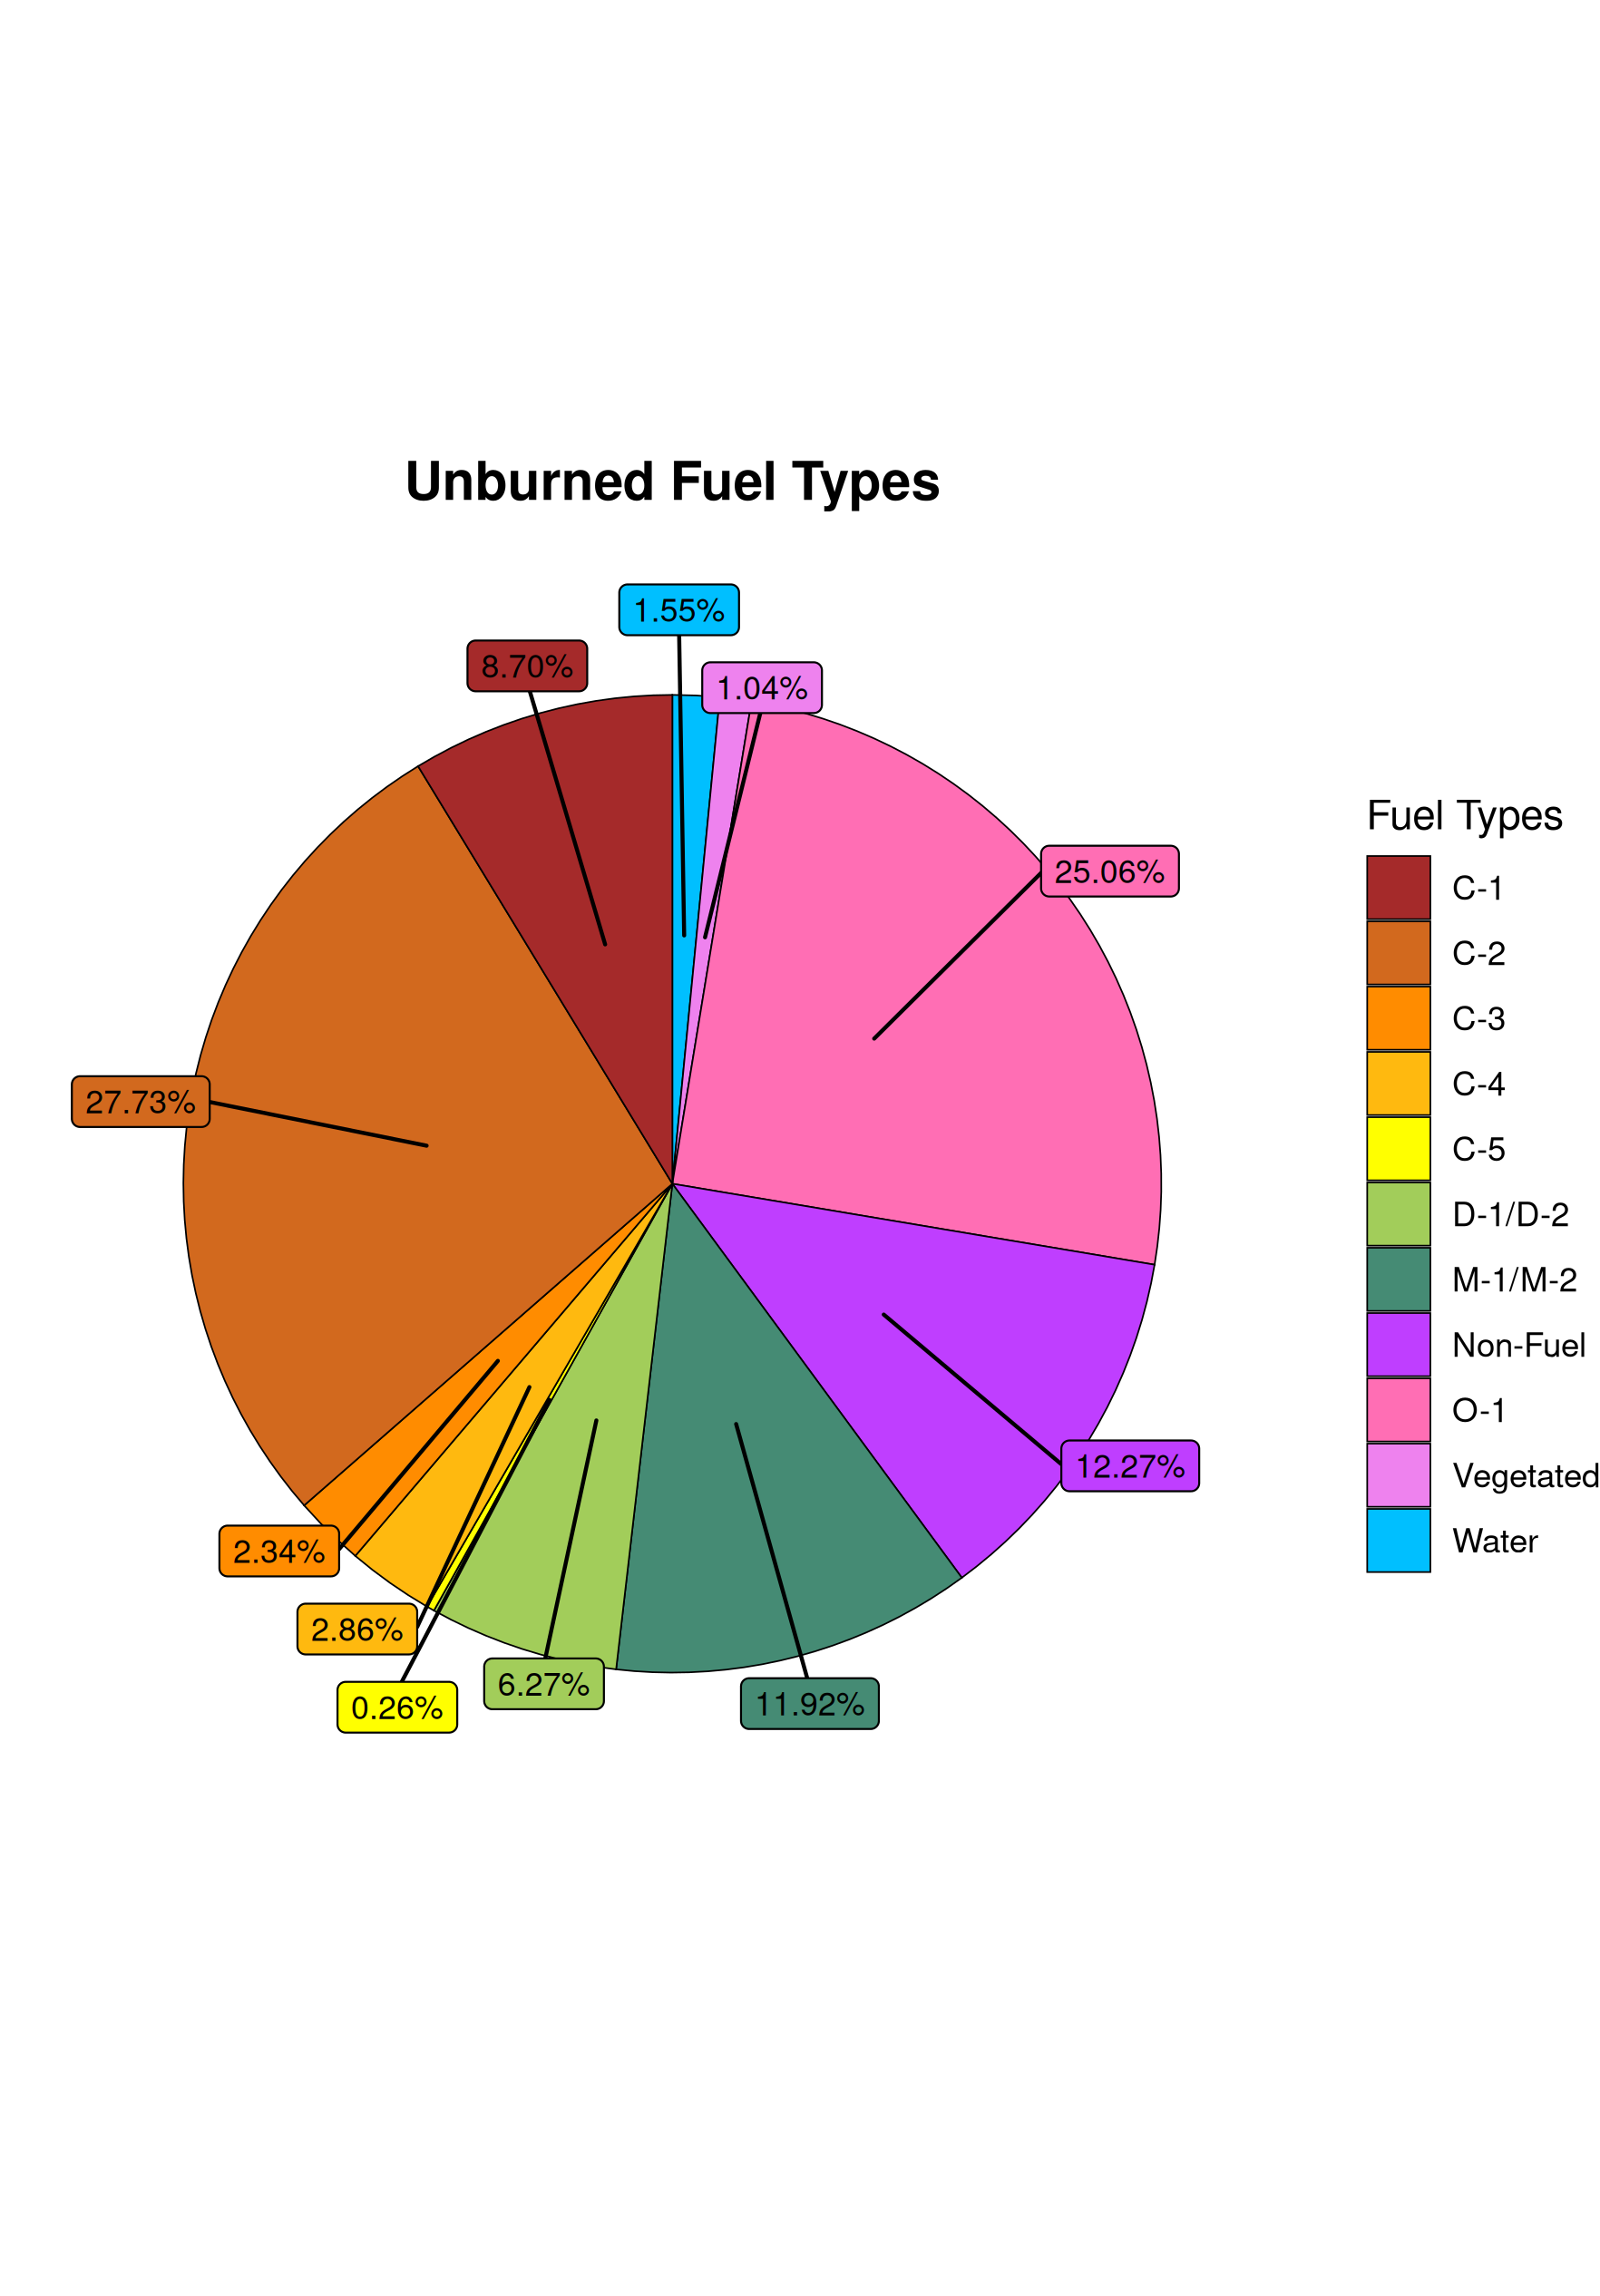 Unburned Fuel Types
1.55%
8.70%
1.04%
25.06%
27.73%
12.27%
2.34%
2.86%
6.27%
11.92%
0.26%
Fuel Types
C-1
C-2
C-3
C-4
C-5
D-1/D-2
M-1/M-2
Non-Fuel
O-1
Vegetated
Water